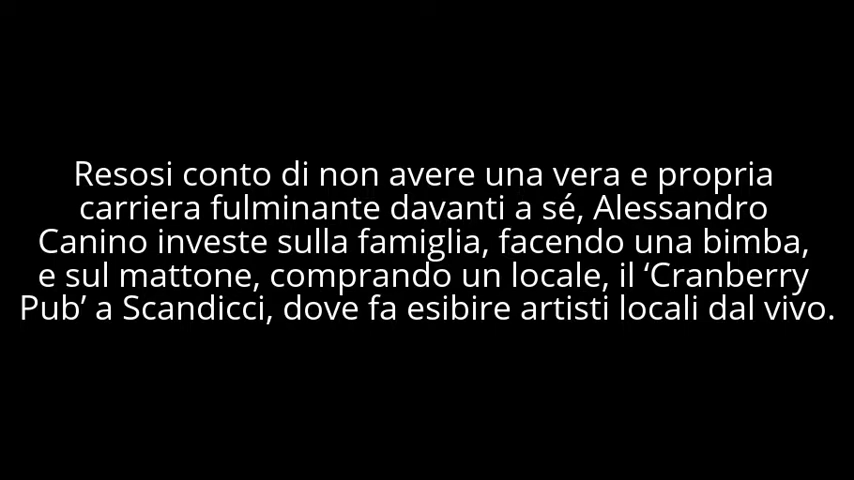 Resosi conto di non avere una vera e propria
carriera fulminante davanti a sé, Alessandro
Canino investe sulla famiglia, facendo una bimba,
e sul mattone, comprando un locale, il ‘Cranberry
Pub’ a Scandicci, dove fa esibire artisti locali dal vivo.